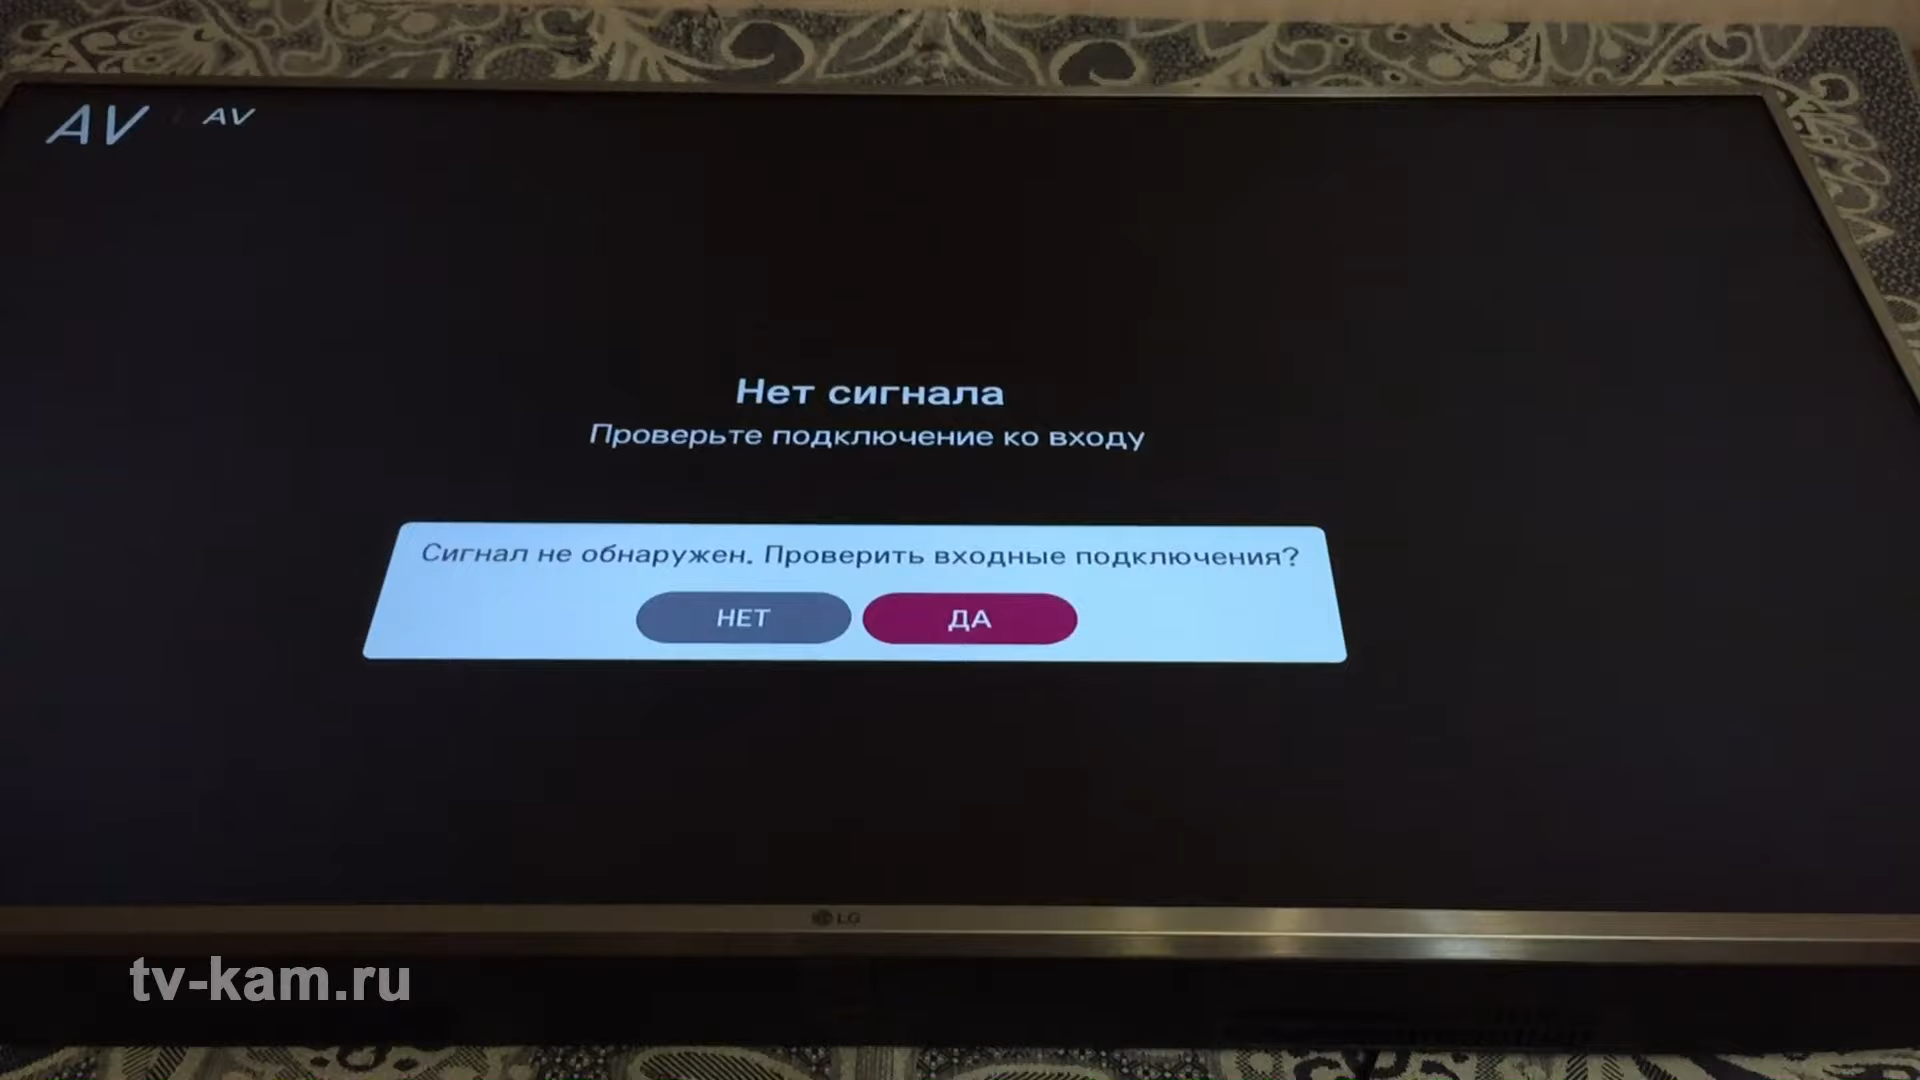 AV AV
Нет сигнала
Проверьте подключение ко входу
Сигнал не обнаружен. Проверить входные подключения?
НЕТ ДА
LG
tv-kam.ru